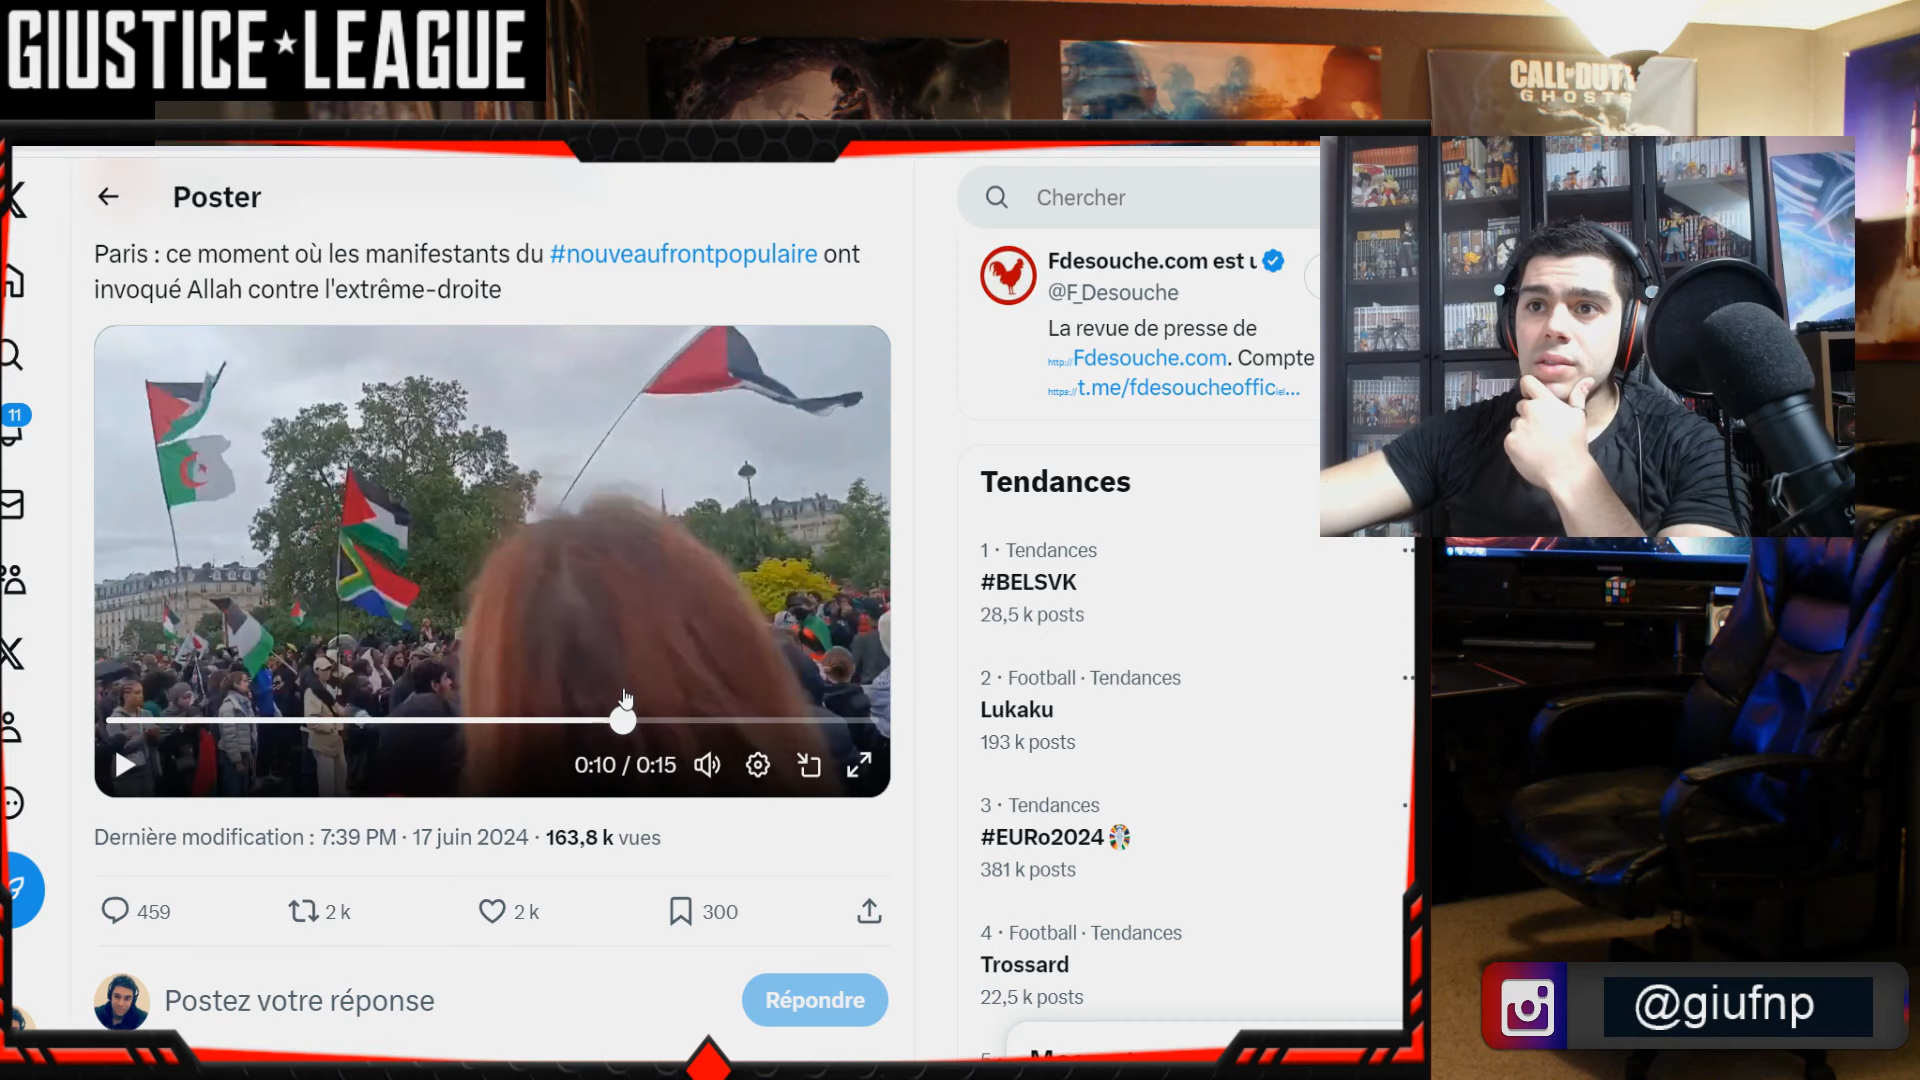 GIUSTICE★LEAGUE
CALL OF DUTY
GHOSTS
Poster
Paris : ce moment où les manifestants du #nouveaufrontpopulaire ont
invoqué Allah contre l'extrême-droite
0:10 / 0:15
Dernière modification : 7:39 PM · 17 juin 2024 · 163,8 k vues
459
2 k
2 k
300
Postez votre réponse
Répondre
11
Chercher
Fdesouche.com est
@F_Desouche
La revue de presse de
http://Fdesouche.com. Compte
https://t.me/fdesoucheofficiel...
Tendances
1 · Tendances
#BELSVK
28,5 k posts
2 · Football · Tendances
Lukaku
193 k posts
3 · Tendances
#EURo2024
381 k posts
4 · Football · Tendances
Trossard
22,5 k posts
@giufnp